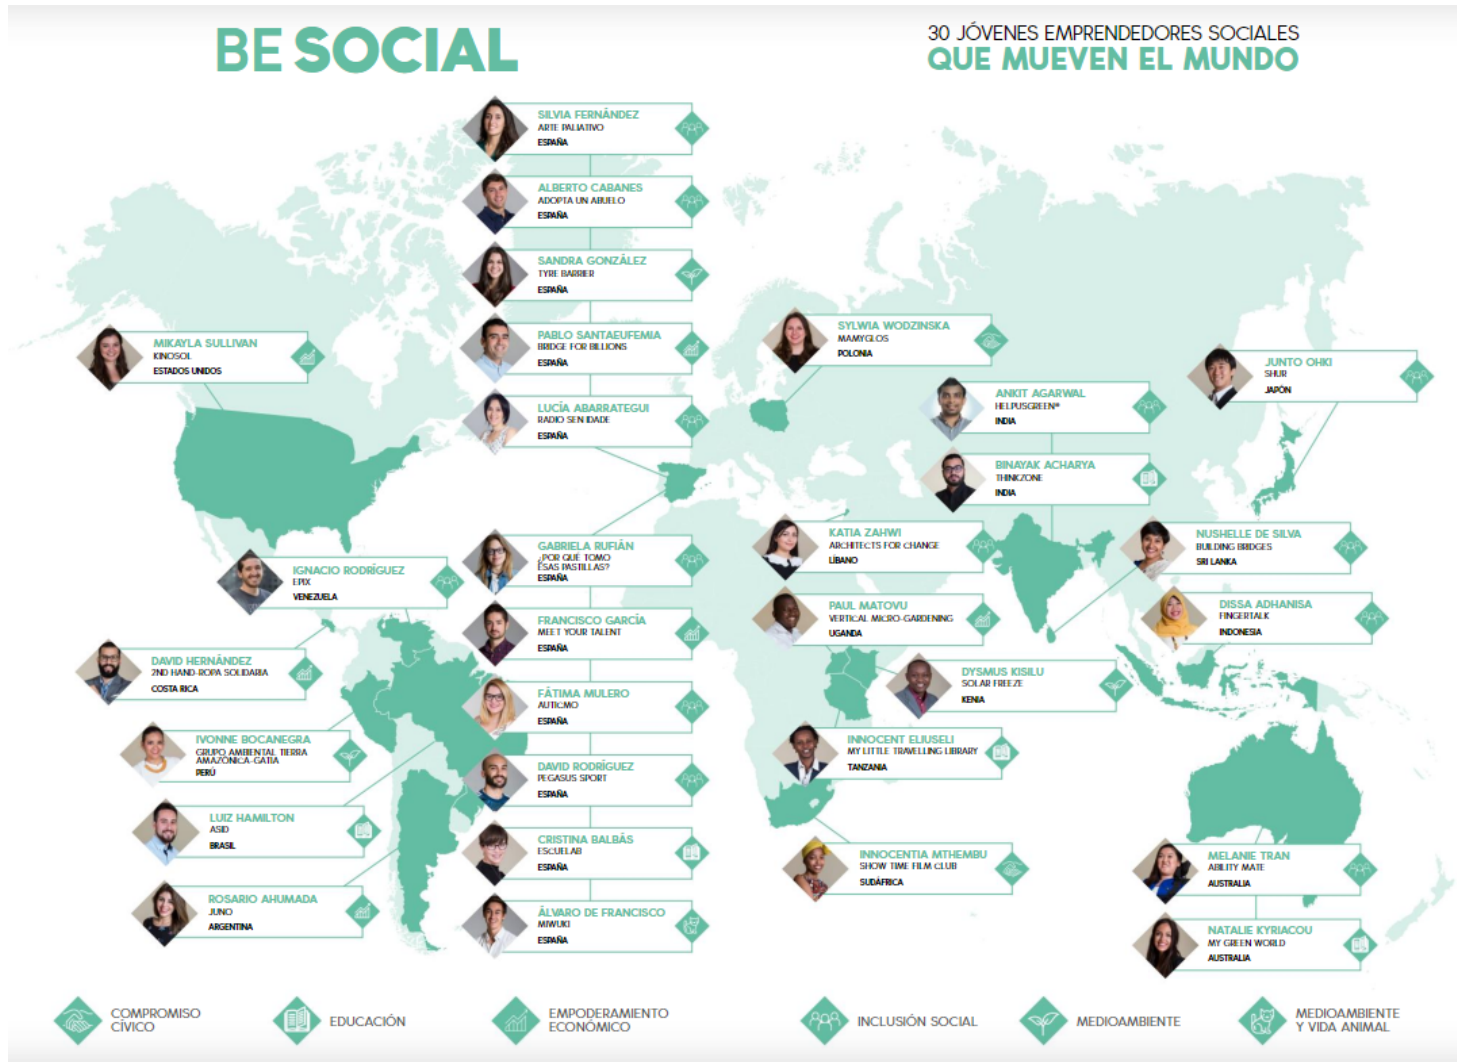 BE SOCIAL
30 JÓVENES EMPRENDEDORES SOCIALES
QUE MUEVEN EL MUNDO
SILVIA FERNÁNDEZ
ARTE PALIATIVO
ESPAÑA
ALBERTO CABANES
ADOPTA UN ABUELO
ESPAÑA
SANDRA GONZÁLEZ
TYRE BARRIER
ESPAÑA
PABLO SANTAEUFEMIA
BRIDGE FOR BILLIONS
ESPAÑA
LUCÍA ABARRATEGUI
RADIO SEN IDADE
ESPAÑA
MIKAYLA SULLIVAN
KINOSOL
ESTADOS UNIDOS
SYLWIA WODZINSKA
MAMYGLOS
POLONIA
ANKIT AGARWAL
HELPUSGREEN®
INDIA
BINAYAK ACHARYA
THINKZONE
INDIA
JUNTO OHKI
SHUR
JAPÓN
GABRIELA RUFIÁN
¿POR QUÉ TOMO
ESAS PASTILLAS?
ESPAÑA
FRANCISCO GARCÍA
MEET YOUR TALENT
ESPAÑA
FÁTIMA MULERO
AUTICMO
ESPAÑA
DAVID RODRÍGUEZ
PEGASUS SPORT
ESPAÑA
CRISTINA BALBÁS
ESCUELAB
ESPAÑA
ÁLVARO DE FRANCISCO
MIWUKI
ESPAÑA
IGNACIO RODRÍGUEZ
EPIX
VENEZUELA
DAVID HERNÁNDEZ
2ND HAND-ROPA SOLIDARIA
COSTA RICA
IVONNE BOCANEGRA
GRUPO AMBIENTAL TIERRA
AMAZÓNICA-GATIA
PERÚ
LUIZ HAMILTON
ASID
BRASIL
ROSARIO AHUMADA
JUNO
ARGENTINA
KATIA ZAHWI
ARCHITECTS FOR CHANGE
LÍBANO
PAUL MATOVU
VERTICAL MICRO-GARDENING
UGANDA
DYSMUS KISILU
SOLAR FREEZE
KENIA
INNOCENT ELIUSELI
MY LITTLE TRAVELLING LIBRARY
TANZANIA
INNOCENTIA MTHEMBU
SHOW TIME FILM CLUB
SUDÁFRICA
NUSHELLE DE SILVA
BUILDING BRIDGES
SRI LANKA
DISSA ADHANISA
FINGERTALK
INDONESIA
MELANIE TRAN
ABILITY MATE
AUSTRALIA
NATALIE KYRIACOU
MY GREEN WORLD
AUSTRALIA
COMPROMISO
CÍVICO
EDUCACIÓN
EMPODERAMIENTO
ECONÓMICO
INCLUSIÓN SOCIAL
MEDIOAMBIENTE
MEDIOAMBIENTE
Y VIDA ANIMAL